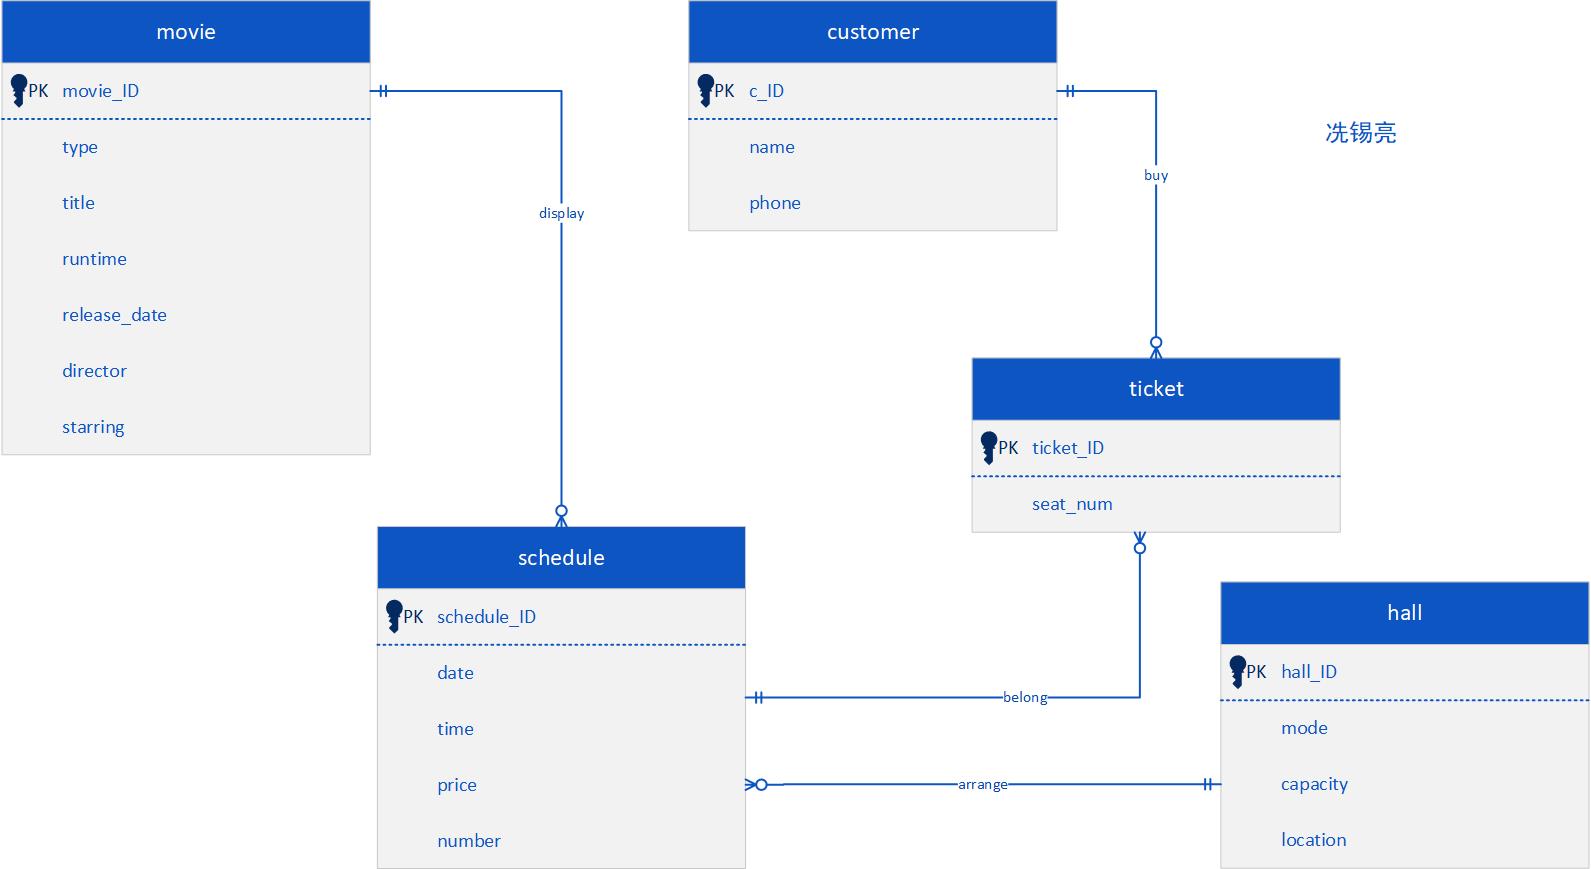 movie
PK movie_ID
type
title
runtime
release_date
director
starring
display
customer
PK c_ID
name
phone
buy
冼锡亮
ticket
PK ticket_ID
seat_num
schedule
PK schedule_ID
date
time
price
number
belong
arrange
hall
PK hall_ID
mode
capacity
location